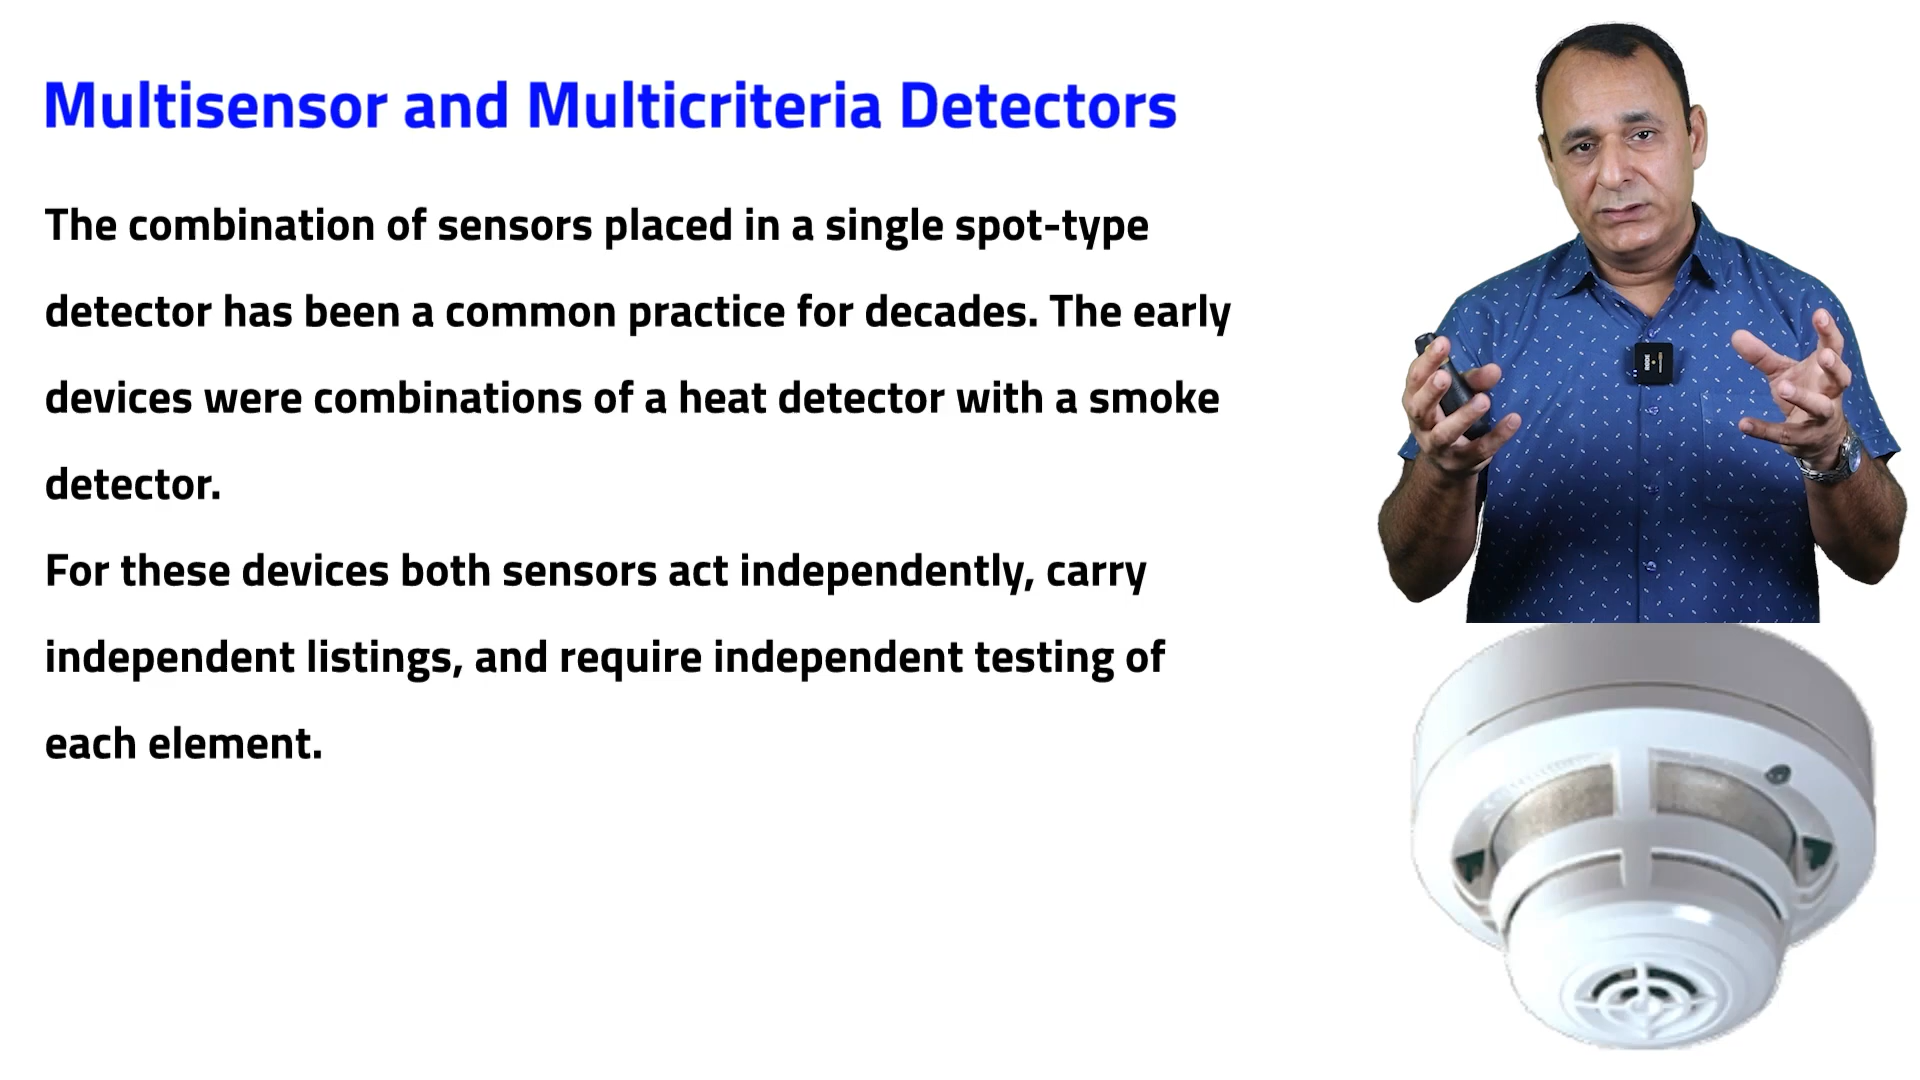 Multisensor and Multicriteria Detectors
The combination of sensors placed in a single spot-type
detector has been a common practice for decades. The early
devices were combinations of a heat detector with a smoke
detector.
For these devices both sensors act independently, carry
independent listings, and require independent testing of
each element.